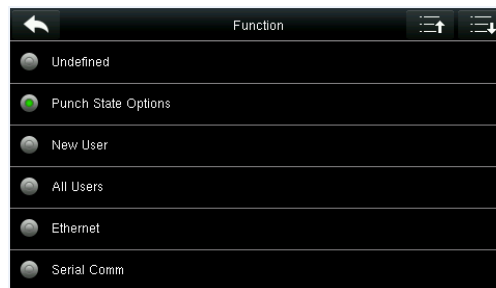 Function
Undefined
Punch State Options
New User
All Users
Ethernet
Serial Comm